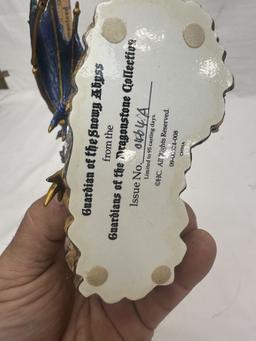 Guardian of the Snowy Abyss
from the
Guardians of the Dragonstone Collection
Issue No.
Limited to 95 casting days.
©HC. All Rights Reserved.
CHINA